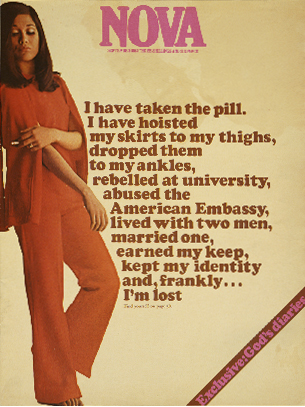 NOVA
I have taken the pill.
I have hoisted
my skirts to my thighs,
dropped them
to my ankles,
rebelled at university,
abused the
American Embassy,
lived with two men,
married one,
earned my keep,
kept my identity
and, frankly...
I'm lost
Exclusive: God's diaries